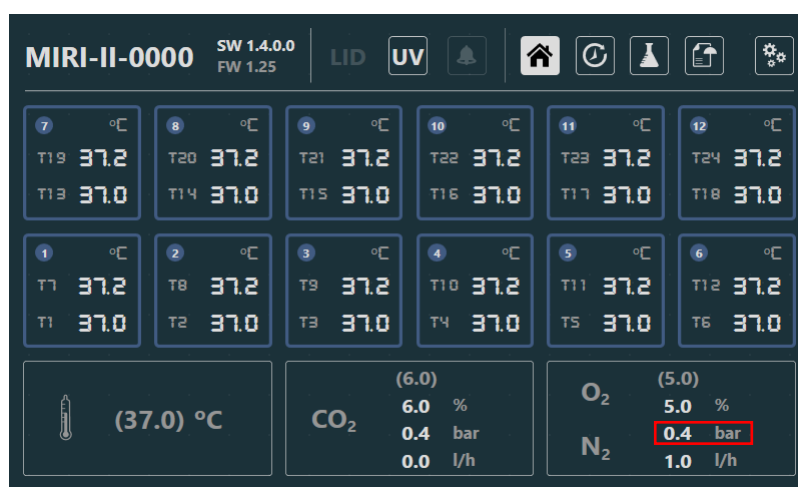 MIRI-II-0000 SW 1.4.0.0 LID UV
FW 1.25
7 °C 8 °C 9 °C 10 °C 11 °C 12 °C
T19 37.2 T20 37.2 T21 37.2 T22 37.2 T23 37.2 T24 37.2
T13 37.0 T14 37.0 T15 37.0 T16 37.0 T17 37.0 T18 37.0
1 °C 2 °C 3 °C 4 °C 5 °C 6 °C
T7 37.2 T8 37.2 T9 37.2 T10 37.2 T11 37.2 T12 37.2
T1 37.0 T2 37.0 T3 37.0 T4 37.0 T5 37.0 T6 37.0
(37.0) °C
CO₂
(6.0)
6.0 %
0.4 bar
0.0 l/h
O₂
N₂
(5.0)
5.0 %
0.4 bar
1.0 l/h